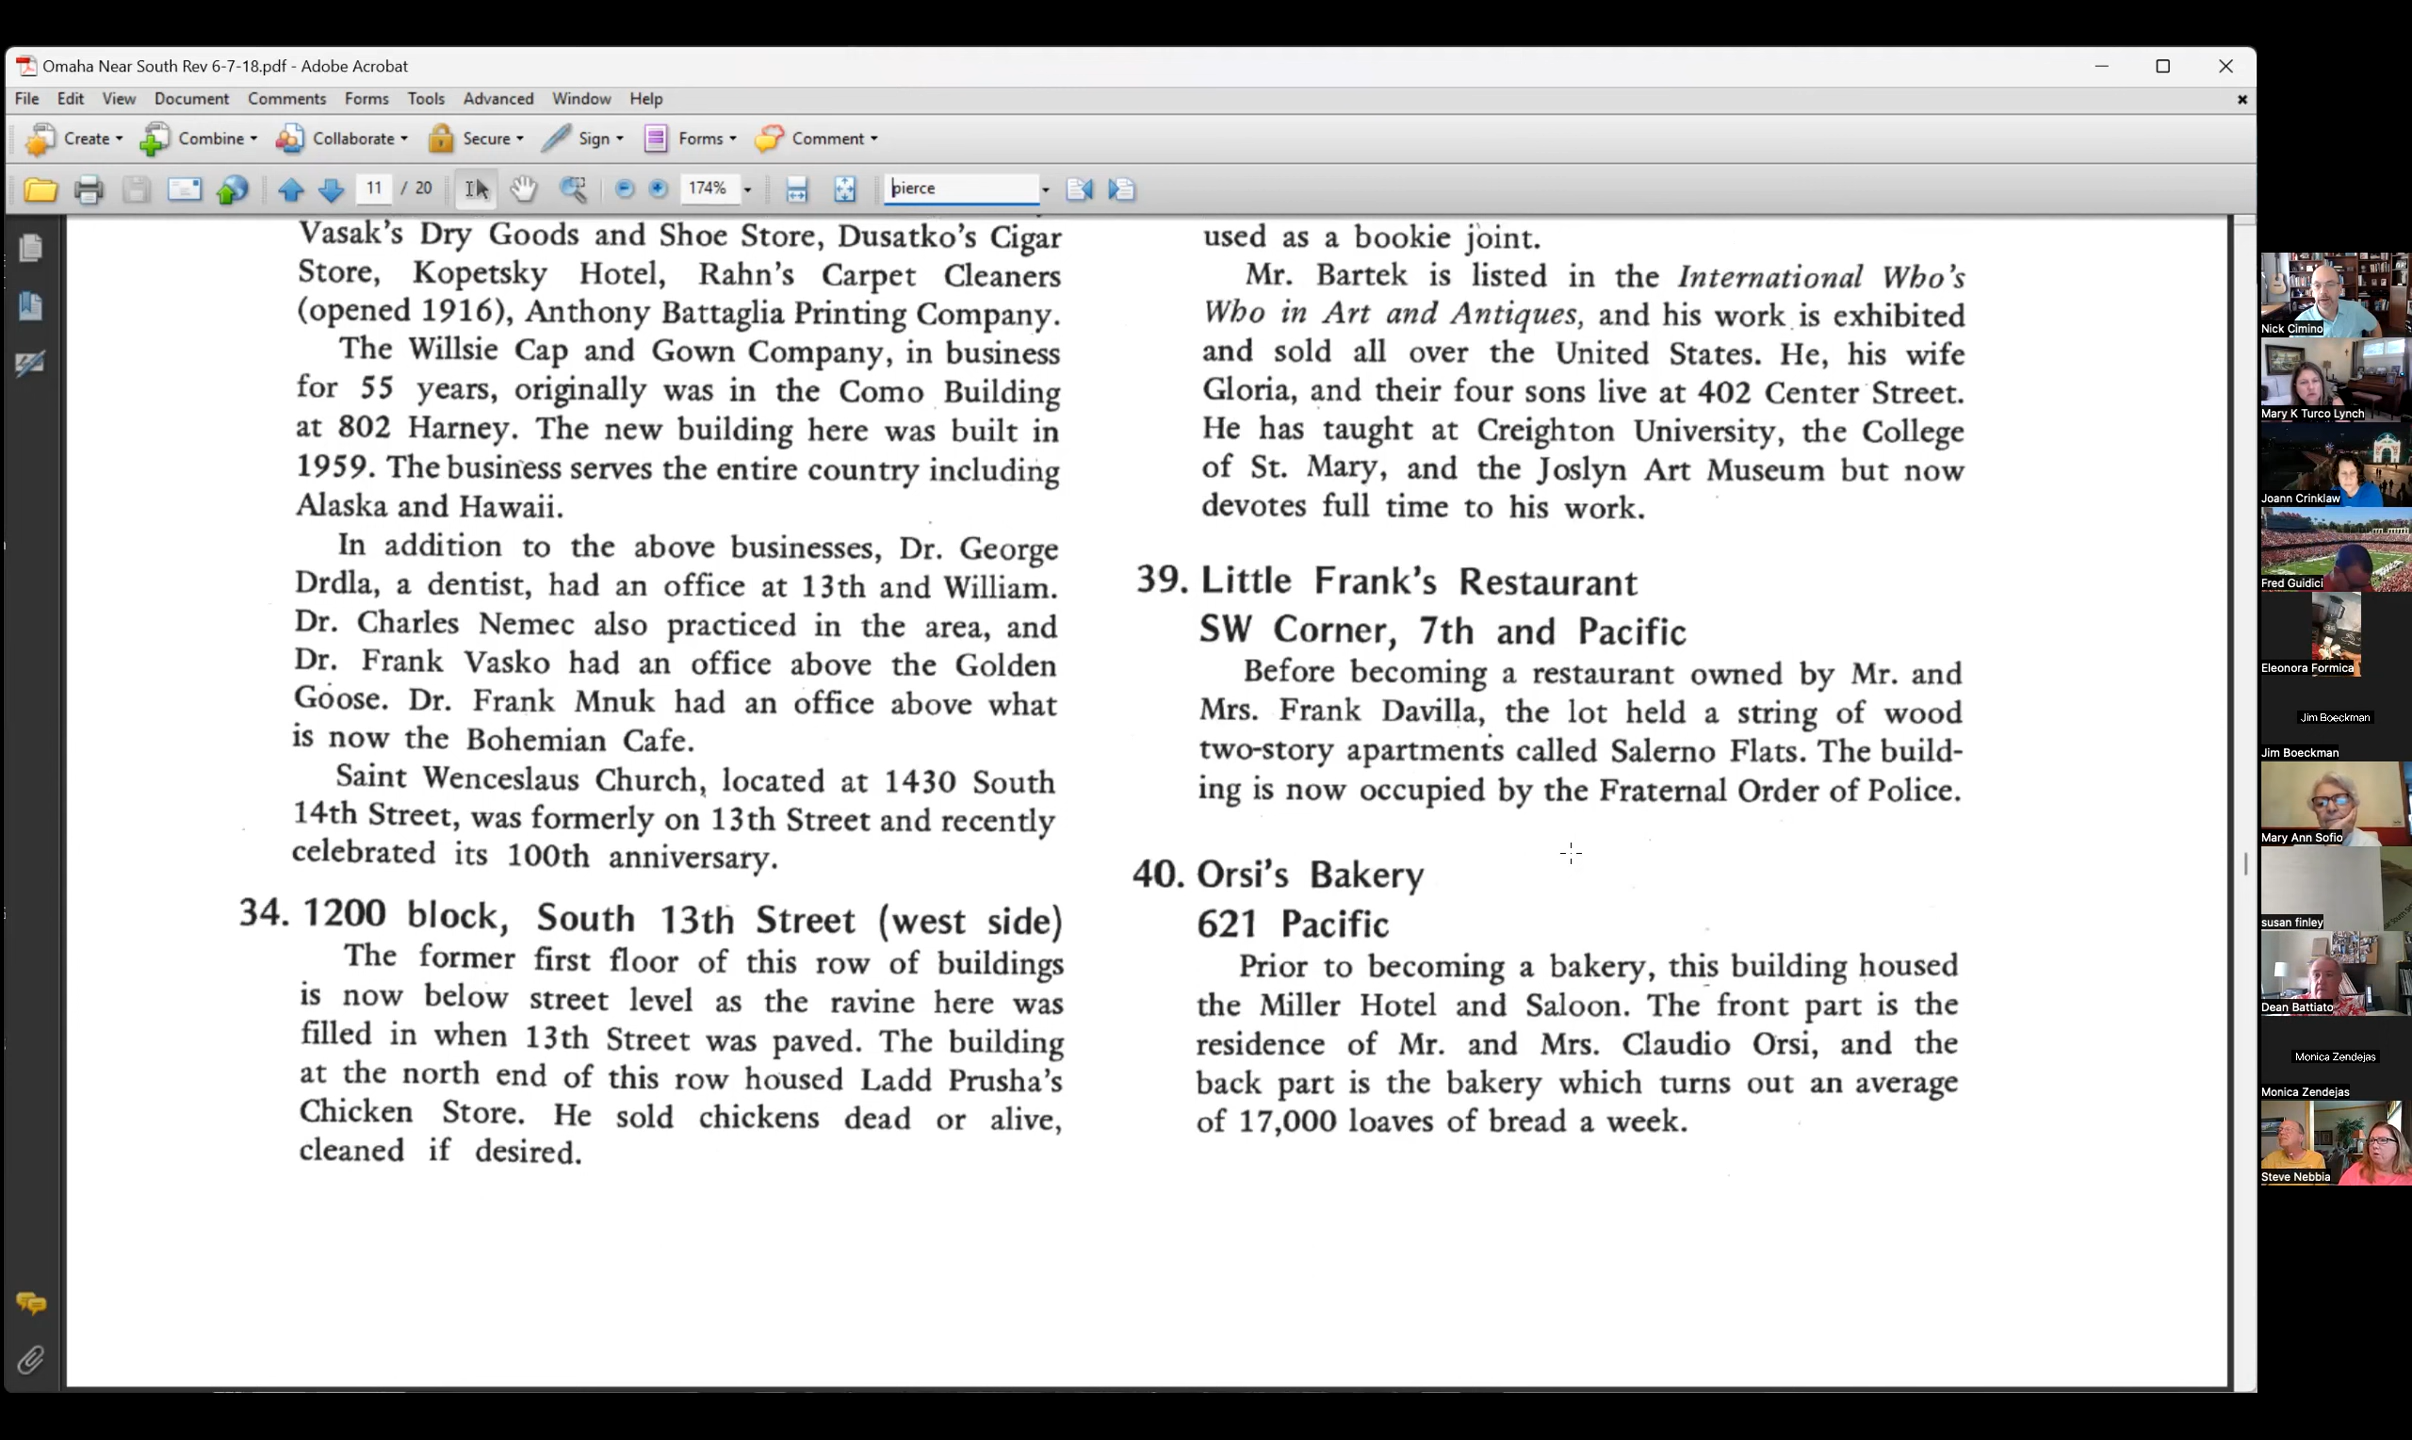 Omaha Near South Rev 6-7-18.pdf - Adobe Acrobat
File Edit View Document Comments Forms Tools Advanced Window Help
Create Combine Collaborate Secure Sign Forms Comment
11 / 20 174% pierce
Vasak's Dry Goods and Shoe Store, Dusatko's Cigar
Store, Kopetsky Hotel, Rahn's Carpet Cleaners
(opened 1916), Anthony Battaglia Printing Company.
The Willsie Cap and Gown Company, in business
for 55 years, originally was in the Como Building
at 802 Harney. The new building here was built in
1959. The business serves the entire country including
Alaska and Hawaii.
In addition to the above businesses, Dr. George
Drdla, a dentist, had an office at 13th and William.
Dr. Charles Nemec also practiced in the area, and
Dr. Frank Vasko had an office above the Golden
Goose. Dr. Frank Mnuk had an office above what
is now the Bohemian Cafe.
Saint Wenceslaus Church, located at 1430 South
14th Street, was formerly on 13th Street and recently
celebrated its 100th anniversary.
34. 1200 block, South 13th Street (west side)
The former first floor of this row of buildings
is now below street level as the ravine here was
filled in when 13th Street was paved. The building
at the north end of this row housed Ladd Prusha's
Chicken Store. He sold chickens dead or alive,
cleaned if desired.
used as a bookie joint.
Mr. Bartek is listed in the International Who's
Who in Art and Antiques, and his work is exhibited
and sold all over the United States. He, his wife
Gloria, and their four sons live at 402 Center Street.
He has taught at Creighton University, the College
of St. Mary, and the Joslyn Art Museum but now
devotes full time to his work.
39. Little Frank's Restaurant
SW Corner, 7th and Pacific
Before becoming a restaurant owned by Mr. and
Mrs. Frank Davilla, the lot held a string of wood
two-story apartments called Salerno Flats. The build-
ing is now occupied by the Fraternal Order of Police.
40. Orsi's Bakery
621 Pacific
Prior to becoming a bakery, this building housed
the Miller Hotel and Saloon. The front part is the
residence of Mr. and Mrs. Claudio Orsi, and the
back part is the bakery which turns out an average
of 17,000 loaves of bread a week.
Nick Cimino
Mary K Turco Lynch
Joann Crinklaw
Fred Guidici
Eleonora Formica
Jim Boeckman
Jim Boeckman
Mary Ann Sofio
susan finley
Dean Battiato
Monica Zendejas
Monica Zendejas
Steve Nebbia